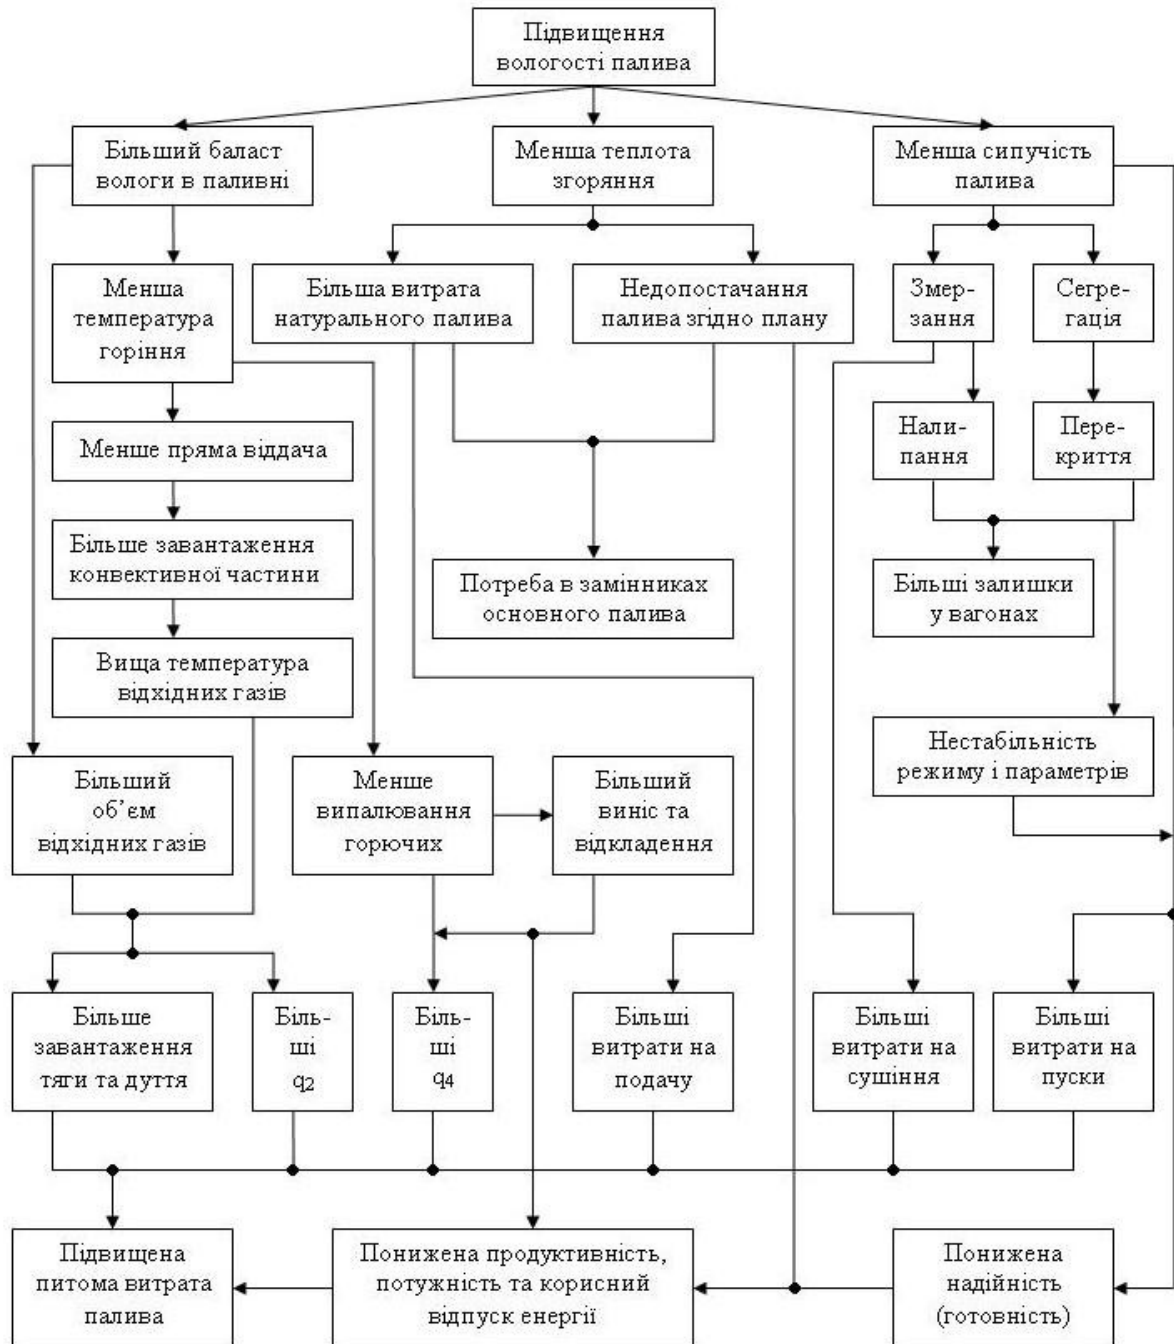 Підвищення
вологості палива
Більший баласт
вологи в паливні
Менша теплота
згоряння
Менша сипучість
палива
Менша
температура
горіння
Більша витрата
натурального палива
Недопостачання
палива згідно плану
Змер-
зання
Сегре-
гація
Менше пряма віддача
Нали-
пання
Пере-
криття
Більше завантаження
конвективної частини
Потреба в замінниках
основного палива
Більші залишки
у вагонах
Вища температура
відхідних газів
Нестабільність
режиму і параметрів
Більший
об’єм
відхідних газів
Менше
випалювання
горючих
Більший
виніс та
відкладення
Більше
завантаження
тяги та дуття
Біль-
ші
q2
Біль-
ші
q4
Більші
витрати на
подачу
Більші
витрати на
сушіння
Більші
витрати на
пуски
Підвищена
питома витрата
палива
Понижена продуктивність,
потужність та корисний
відпуск енергії
Понижена
надійність
(готовність)